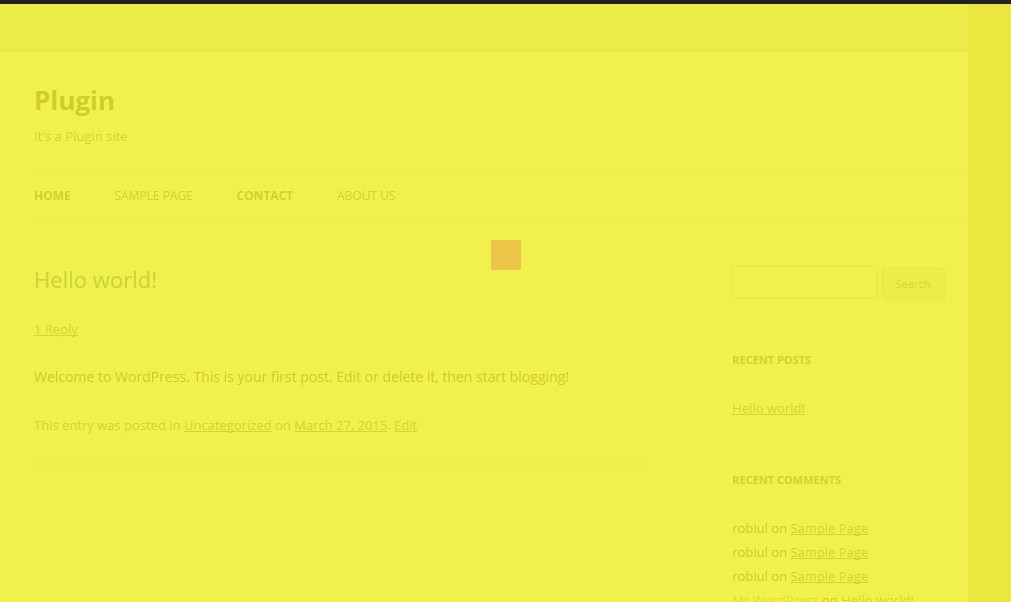 Plugin
It's a Plugin site
HOME SAMPLE PAGE CONTACT ABOUT US
Hello world!
1 Reply
Welcome to WordPress. This is your first post. Edit or delete it, then start blogging!
This entry was posted in Uncategorized on March 27, 2015. Edit
Search
RECENT POSTS
Hello world!
RECENT COMMENTS
robiul on Sample Page
robiul on Sample Page
robiul on Sample Page
Mr WordPress on Hello world!